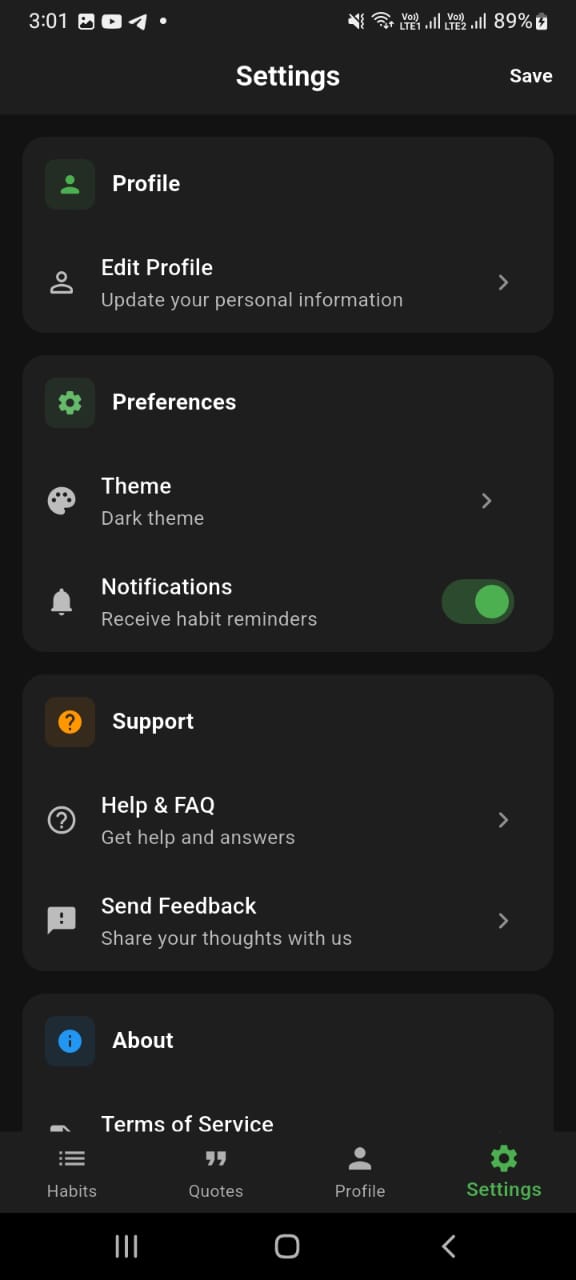 3:01
Vo)) LTE1
Vo)) LTE2
89%
Settings
Save
Profile
Edit Profile
Update your personal information
Preferences
Theme
Dark theme
Notifications
Receive habit reminders
Support
Help & FAQ
Get help and answers
Send Feedback
Share your thoughts with us
About
Terms of Service
Habits
Quotes
Profile
Settings